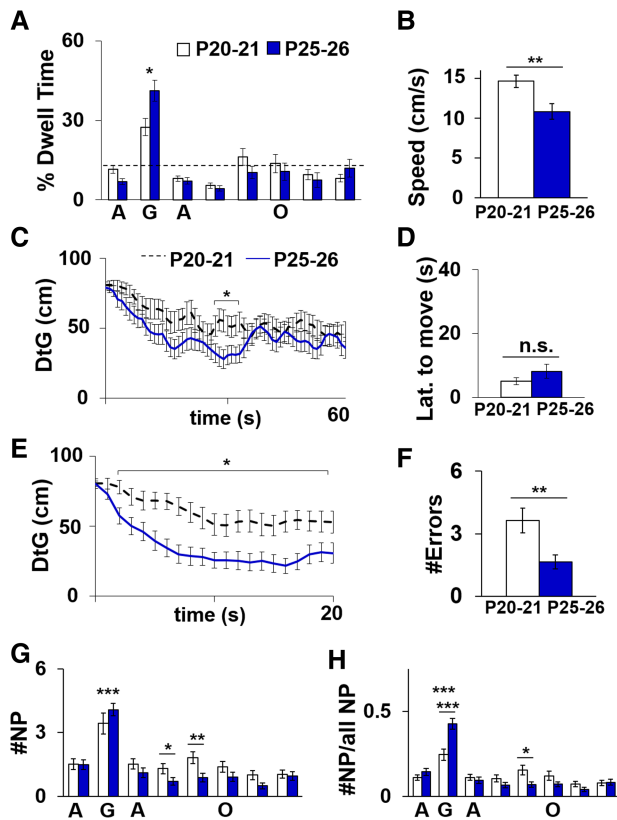 A
60
30
0
% Dwell Time
P20-21 P25-26
*
A G A O
B
15
10
5
0
Speed (cm/s)
**
P20-21 P25-26
C
100
50
0
DtG (cm)
P20-21 P25-26
*
time (s) 60
D
40
20
0
Lat. to move (s)
n.s.
P20-21 P25-26
E
100
50
0
DtG (cm)
*
time (s) 20
F
6
3
0
#Errors
**
P20-21 P25-26
G
6
3
0
#NP
***
* **
A G A O
H
0.5
0
#NP/all NP
***
***
*
A G A O